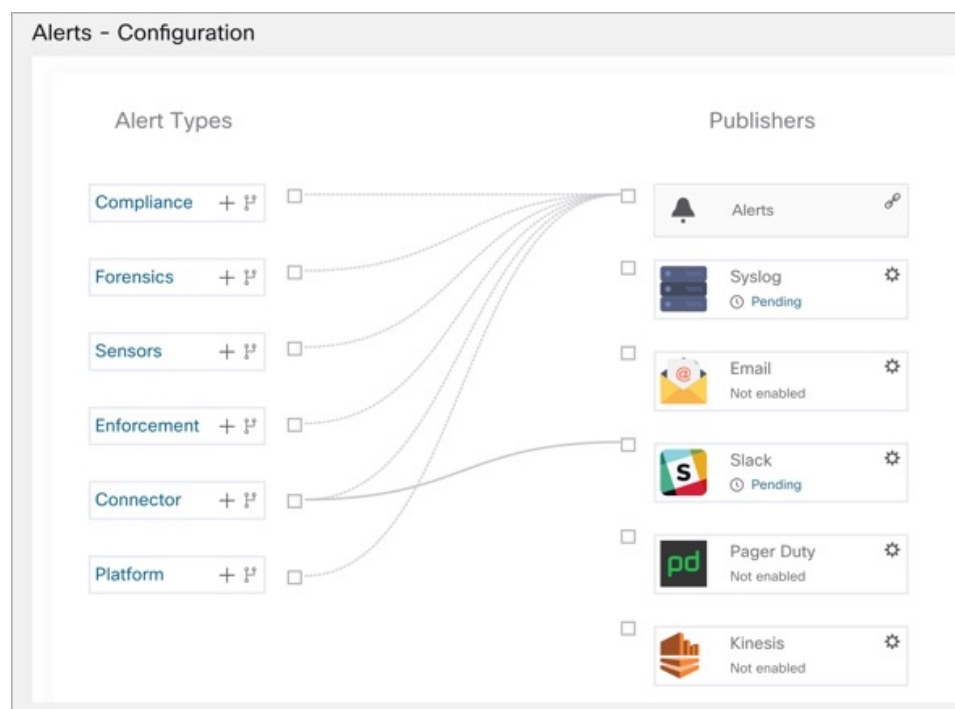 Alerts - Configuration
Alert Types
Publishers
Compliance
Forensics
Sensors
Enforcement
Connector
Platform
Alerts
Syslog
Pending
@
Email
Not enabled
S
Slack
Pending
pd
Pager Duty
Not enabled
Kinesis
Not enabled